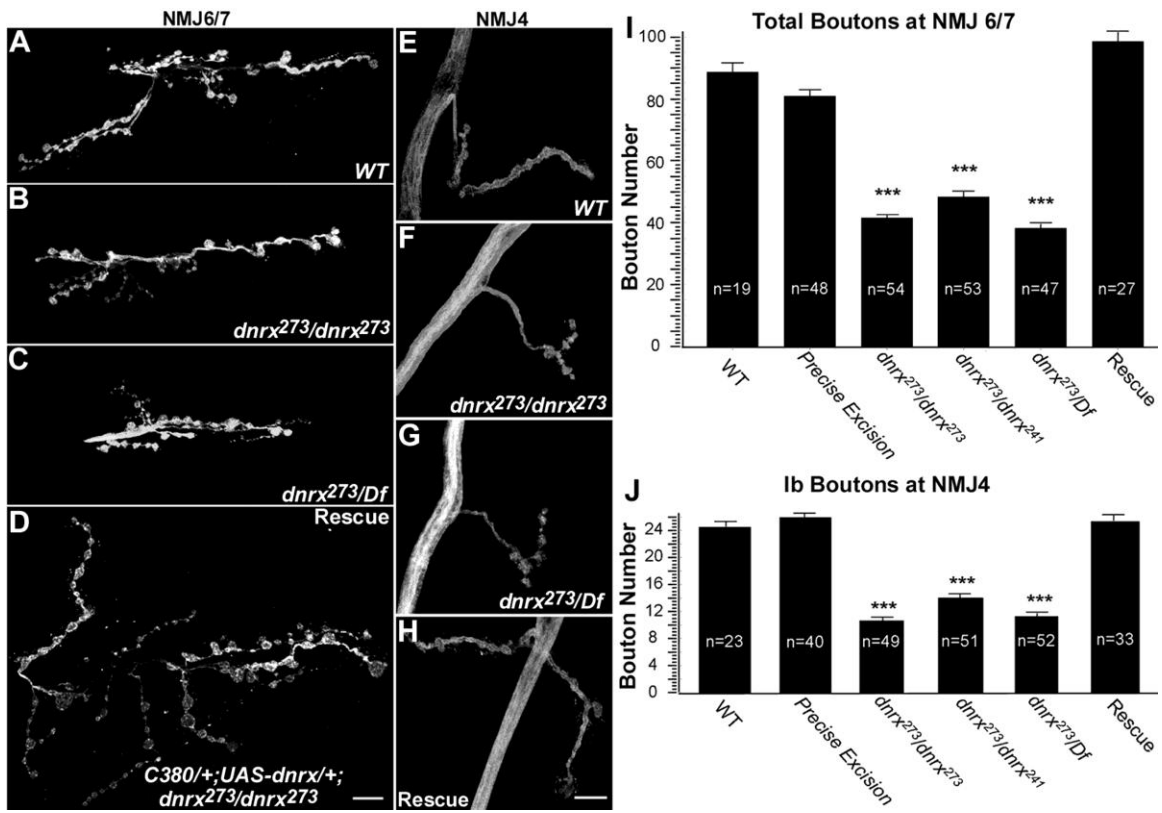 NMJ6/7
A
WT
B
dnrx273/dnrx273
C
dnrx273/Df
D
Rescue
C380/+;UAS-dnrx/+;
dnrx273/dnrx273
NMJ4
E
WT
F
dnrx273/dnrx273
G
dnrx273/Df
H
Rescue
I
Total Boutons at NMJ 6/7
Bouton Number
100
80
60
40
20
0
***
***
***
n=19
n=48
n=54
n=53
n=47
n=27
WT
Precise Excision
dnrx273/dnrx273
dnrx273/dnrx241
dnrx273/Df
Rescue
J
Ib Boutons at NMJ4
Bouton Number
24
20
16
12
8
4
0
***
***
***
n=23
n=40
n=49
n=51
n=52
n=33
WT
Precise Excision
dnrx273/dnrx273
dnrx273/dnrx241
dnrx273/Df
Rescue